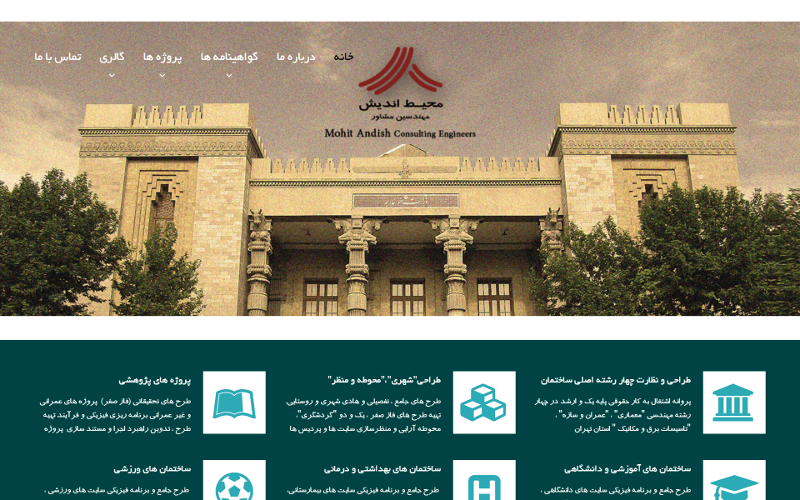 خانه
درباره ما
گواهینامه ها
پروژه ها
گالری
تماس با ما
محیـط اندیش
مهندسین مشاور
Mohit Andish Consulting Engineers
طراحی و نظارت چهار رشته اصلی ساختمان
پروانه اشتغال به کار حقوقی پایه یک و ارشد در چهار
رشته مهندسی "معماری" ، "عمران و سازه" ،
"تاسیسات برق و مکانیک " استان تهران
طراحی"شهری"،"محوطه و منظر"
طرح های جامع ، تفصیلی و هادی شهری و روستایی،
تهیه طرح های فاز صفر ، یک و دو "گردشگری"،
محوطه آرایی و منظرسازی سایت ها و پردیس ها
پروژه های پژوهشی
طرح های تحقیقاتی (فاز صفر) پروژه های عمرانی
و غیر عمرانی برنامه ریزی فیزیکی و فرآیند تهیه
طرح ، تدوین راهبرد اجرا و مستند سازی پروژه
ساختمان های آموزشی و دانشگاهی
طرح جامع و برنامه فیزیکی سایت های دانشگاهی ،
ساختمان های بهداشتی و درمانی
طرح جامع و برنامه فیزیکی سایت های بیمارستانی،
ساختمان های ورزشی
طرح جامع و برنامه فیزیکی سایت های ورزشی ،